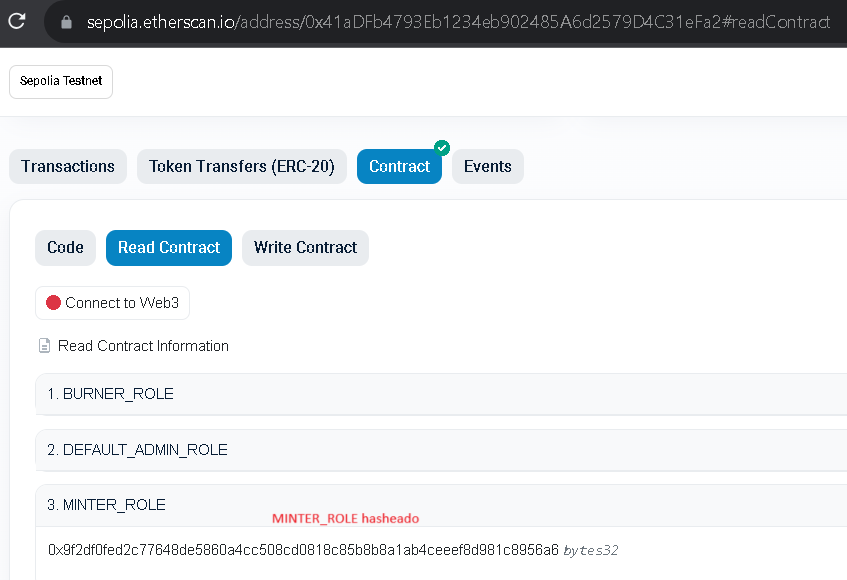 sepolia.etherscan.io/address/0x41aDFb4793Eb1234eb902485A6d2579D4C31eFa2#readContract
Sepolia Testnet
Transactions Token Transfers (ERC-20) Contract Events
Code Read Contract Write Contract
Connect to Web3
Read Contract Information
1. BURNER_ROLE
2. DEFAULT_ADMIN_ROLE
3. MINTER_ROLE
MINTER_ROLE hasheado
0x9f2df0fed2c77648de5860a4cc508cd0818c85b8b8a1ab4ceeef8d981c8956a6 bytes32